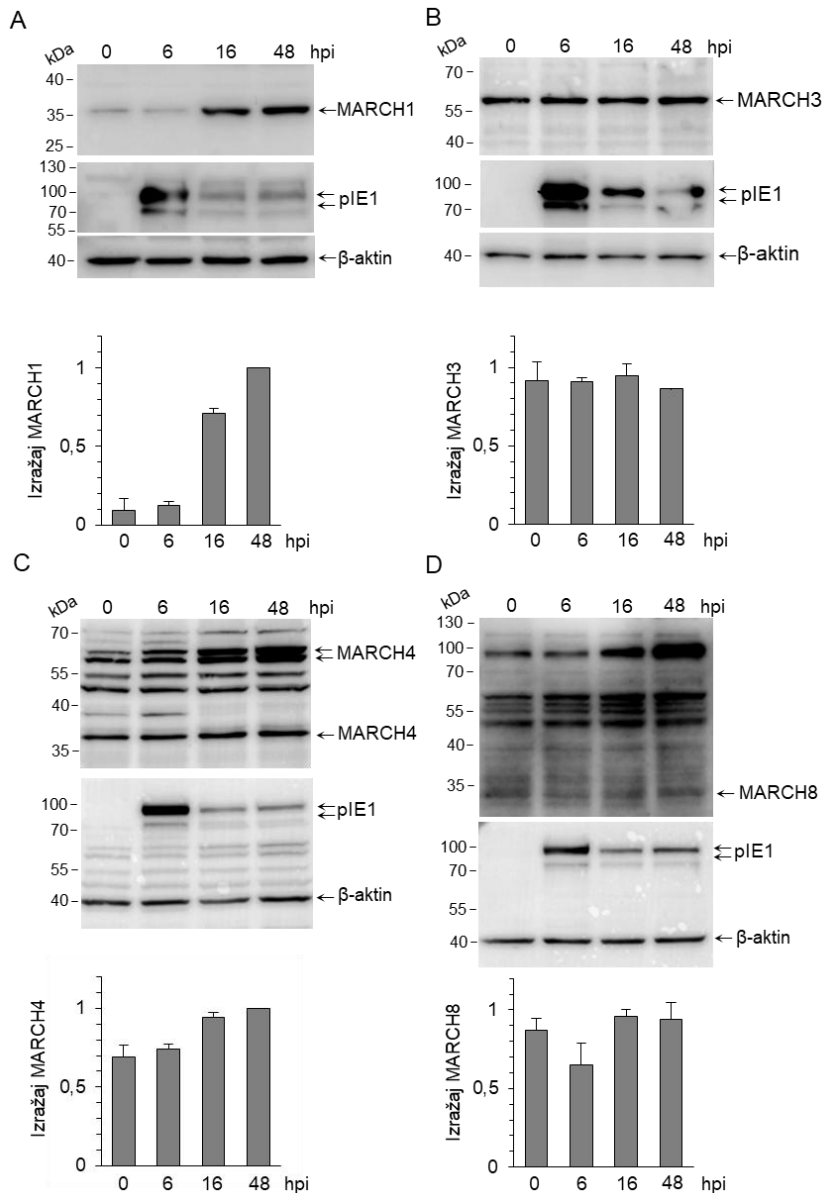 A
kDa 0 6 16 48 hpi
40
35 ←MARCH1
25
130
100
70 pIE1
55
40 ←β-aktin
Izražaj MARCH1
1
0,5
0
0 6 16 48 hpi
B
kDa 0 6 16 48 hpi
70
55 ←MARCH3
40
100
70 pIE1
40 ←β-aktin
Izražaj MARCH3
1
0,5
0
0 6 16 48 hpi
C
kDa 0 6 16 48 hpi
70
MARCH4
55
40
←MARCH4
35
100 pIE1
70
55
40 ←β-aktin
Izražaj MARCH4
1
0,5
0
0 6 16 48 hpi
D
kDa 0 6 16 48 hpi
130
100
70
55
40
35
←MARCH8
100 pIE1
70
55
40 ←β-aktin
Izražaj MARCH8
1
0,5
0
0 6 16 48 hpi